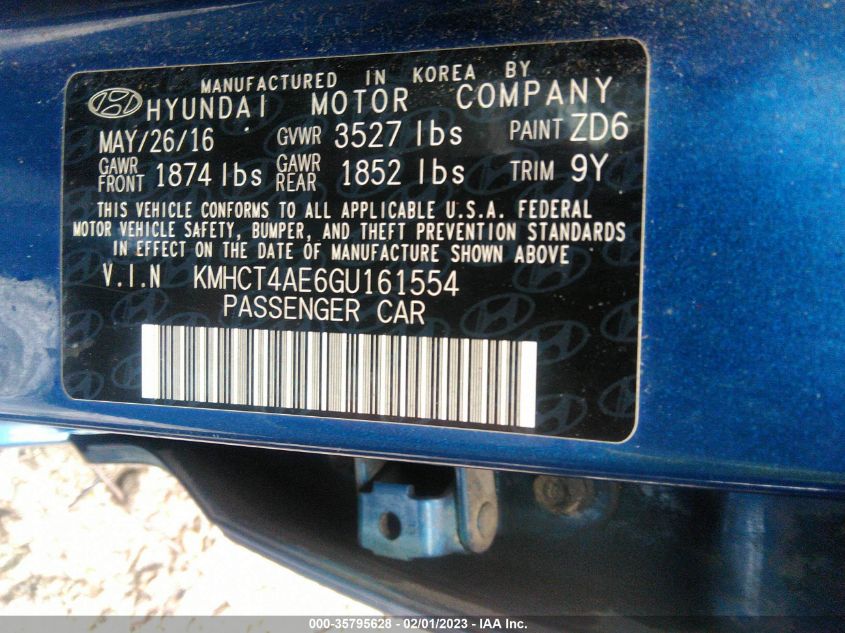 MANUFACTURED IN KOREA BY
HYUNDAI MOTOR COMPANY
MAY/26/16 GVWR 3527 lbs PAINT ZD6
GAWR FRONT 1874 lbs GAWR REAR 1852 lbs TRIM 9Y
THIS VEHICLE CONFORMS TO ALL APPLICABLE U.S.A. FEDERAL
MOTOR VEHICLE SAFETY, BUMPER, AND THEFT PREVENTION STANDARDS
IN EFFECT ON THE DATE OF MANUFACTURE SHOWN ABOVE
V.I.N KMHCT4AE6GU161554
PASSENGER CAR
000-35795628 - 02/01/2023 - IAA Inc.